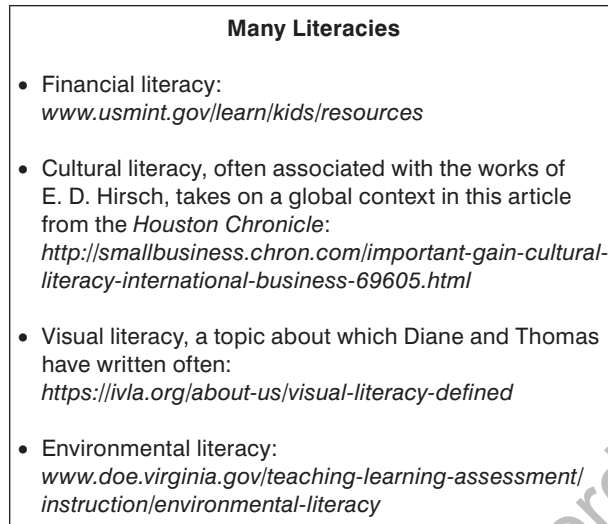 Many Literacies
• Financial literacy:
www.usmint.gov/learn/kids/resources
• Cultural literacy, often associated with the works of
E. D. Hirsch, takes on a global context in this article
from the Houston Chronicle:
http://smallbusiness.chron.com/important-gain-cultural-
literacy-international-business-69605.html
• Visual literacy, a topic about which Diane and Thomas
have written often:
https://ivla.org/about-us/visual-literacy-defined
• Environmental literacy:
www.doe.virginia.gov/teaching-learning-assessment/
instruction/environmental-literacy